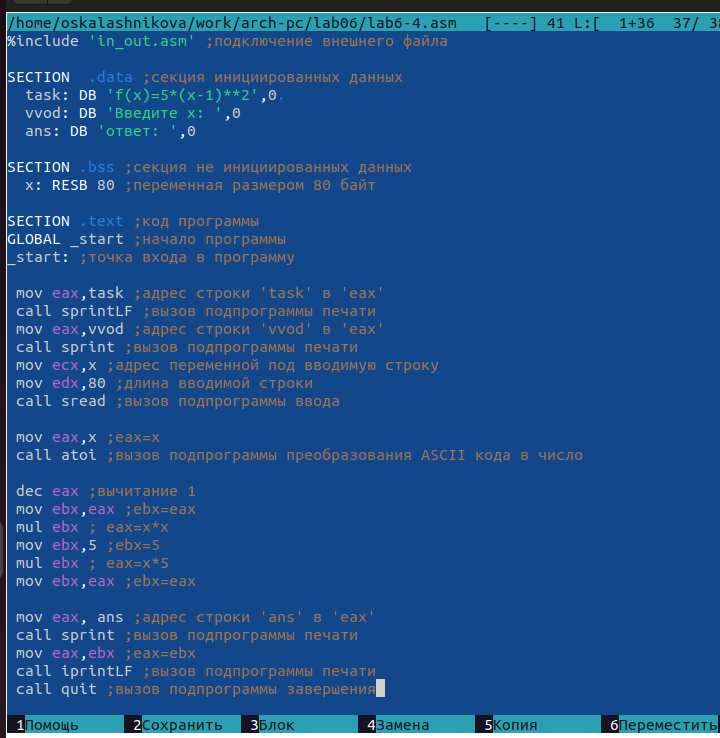 /home/oskalashnikova/work/arch-pc/lab06/lab6-4.asm   [----] 41 L:[  1+36  37/ 38
%include 'in_out.asm' ;подключение внешнего файла
SECTION  .data ;секция инициированных данных
  task: DB 'f(x)=5*(x-1)**2',0.
  vvod: DB 'Введите x: ',0
  ans: DB 'ответ: ',0
SECTION .bss ;секция не инициированных данных
  x: RESB 80 ;переменная размером 80 байт
SECTION .text ;код программы
GLOBAL _start ;начало программы
_start: ;точка входа в программу
 mov eax,task ;адрес строки 'task' в 'eax'
 call sprintLF ;вызов подпрограммы печати
 mov eax,vvod ;адрес строки 'vvod' в 'eax'
 call sprint ;вызов подпрограммы печати
 mov ecx,x ;адрес переменной под вводимую строку
 mov edx,80 ;длина вводимой строки
 call sread ;вызов подпрограммы ввода
 mov eax,x ;eax=x
 call atoi ;вызов подпрограммы преобразования ASCII кода в число
 dec eax ;вычитание 1
 mov ebx,eax ;ebx=eax
 mul ebx ; eax=x*x
 mov ebx,5 ;ebx=5
 mul ebx ; eax=x*5
 mov ebx,eax ;ebx=eax
 mov eax, ans ;адрес строки 'ans' в 'eax'
 call sprint ;вызов подпрограммы печати
 mov eax,ebx ;eax=ebx
 call iprintLF ;вызов подпрограммы печати
 call quit ;вызов подпрограммы завершения
1Помощь 2Сохранить 3Блок 4Замена 5Копия 6Переместить